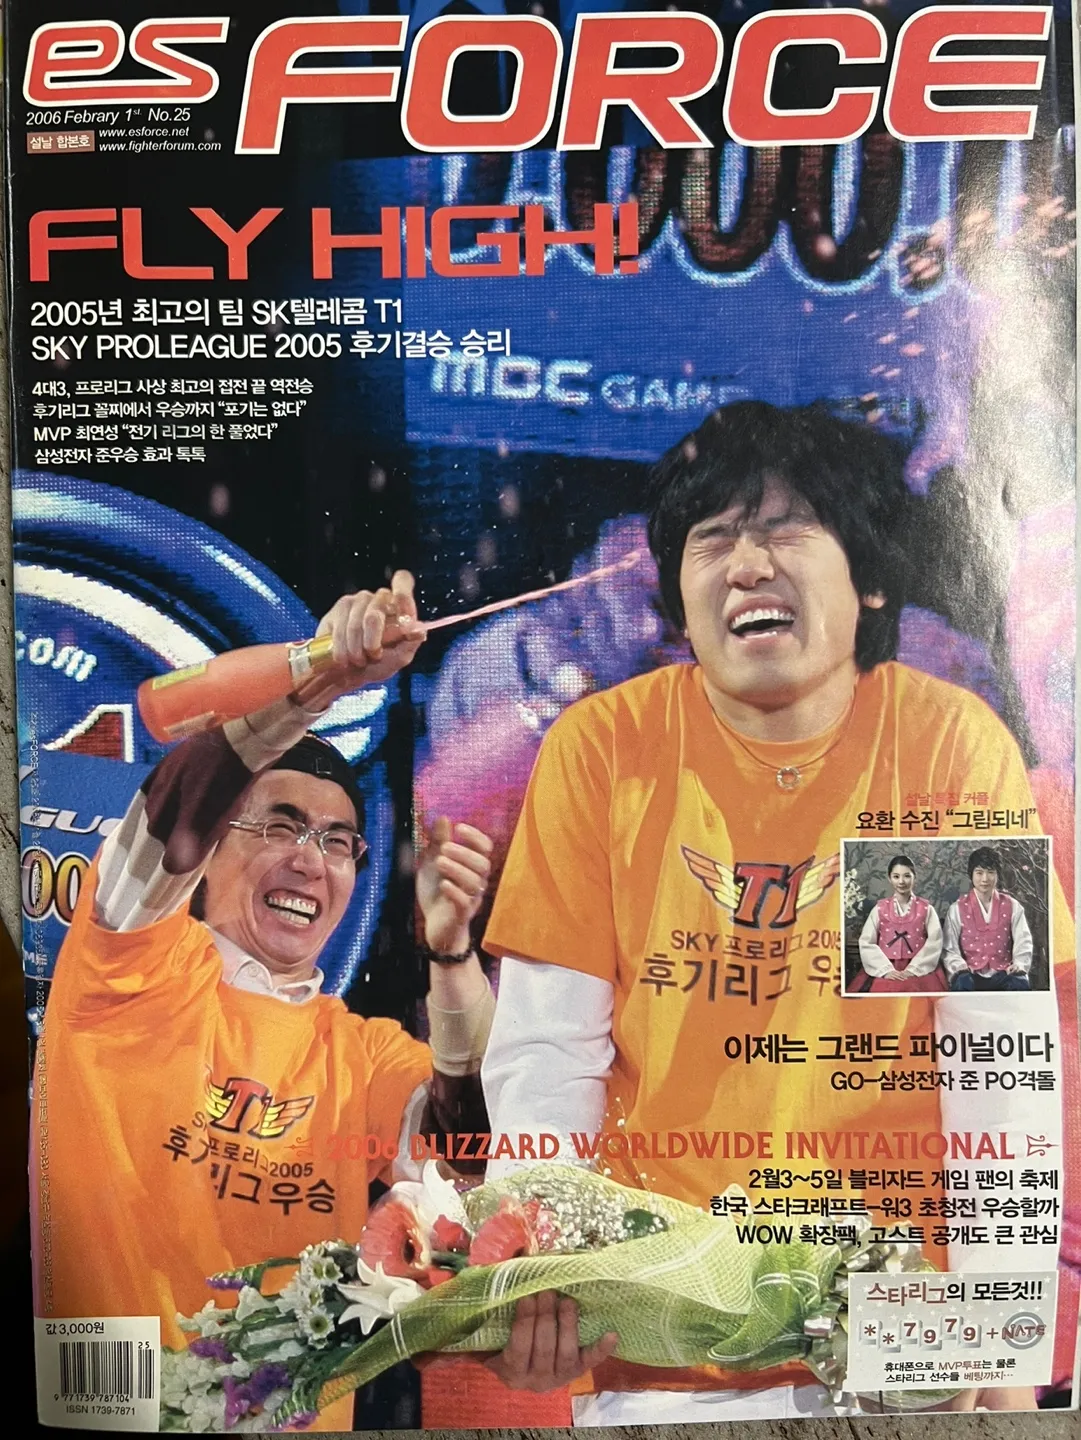 es FORCE
2006 Febrary 1st. No.25
설날 합본호
www.esforce.net
www.fighterforum.com
FLY HIGH!
2005년 최고의 팀 SK텔레콤 T1
SKY PROLEAGUE 2005 후기결승 승리
4대3, 프로리그 사상 최고의 접전 끝 역전승
후기리그 꼴찌에서 우승까지 “포기는 없다”
MVP 최연성 “전기 리그의 한 풀었다”
삼성전자 준우승 효과 톡톡
MBC GAME
.com
설날 특집 커플
요환 수진 “그림되네”
T1
SKY 프로리그 2005
후기리그 우
이제는 그랜드 파이널이다
GO-삼성전자 준 PO격돌
T1
프로리그2005
후 리그우승
2006 BLIZZARD WORLDWIDE INVITATIONAL
2월3~5일 블리자드 게임 팬의 축제
한국 스타크래프트-워3 초청전 우승할까
WOW 확장팩, 고스트 공개도 큰 관심
스타리그의 모든것!!
**7979+NATE
휴대폰으로 MVP투표는 물론
스타리그 선수들 베팅까지…
값 3,000원
25
9 771739 787104
ISSN 1739-7871